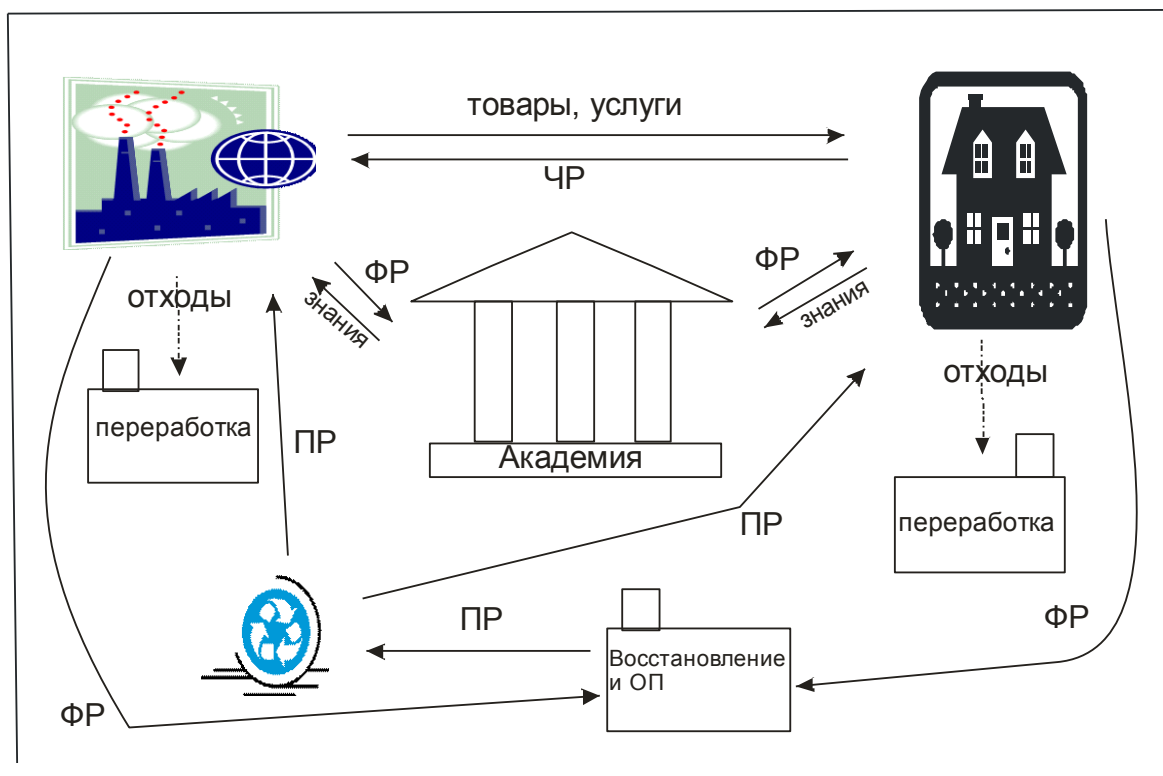 товары, услуги
ЧР
ФР
знания
ФР
знания
отходы
отходы
переработка
ПР
Академия
ПР
переработка
ПР
ФР
Восстановление
и ОП
ФР